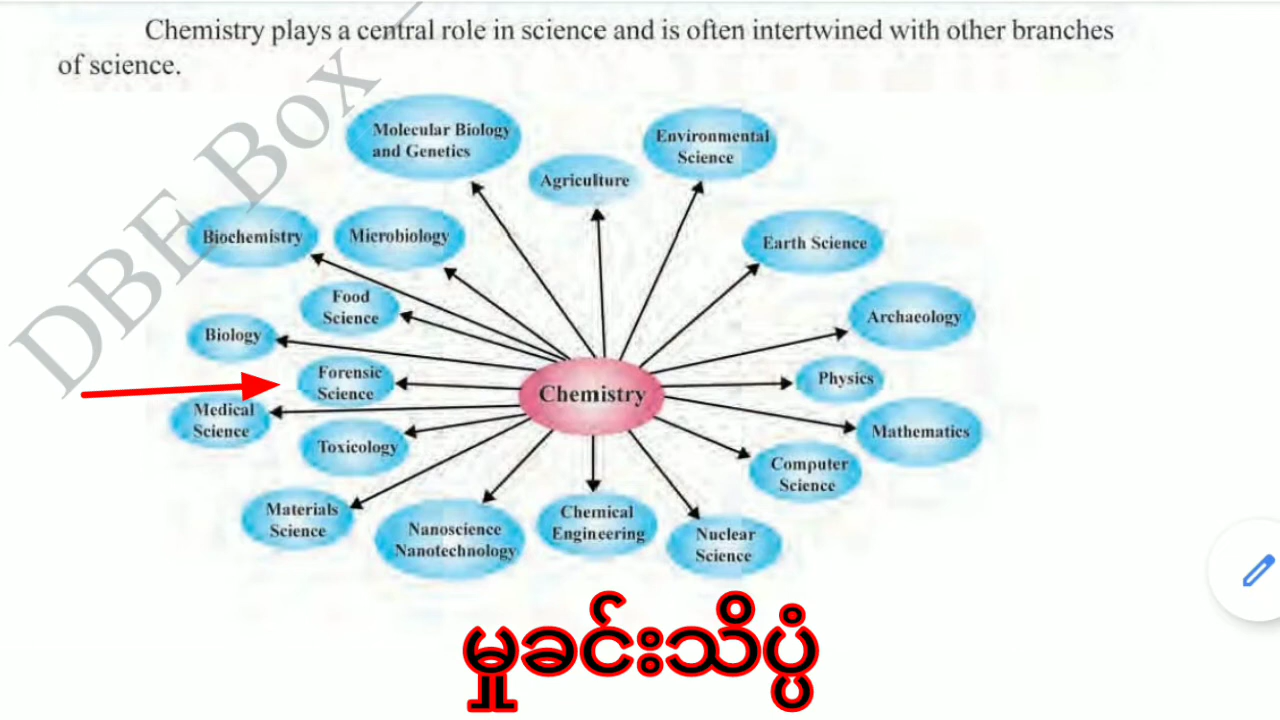 Chemistry plays a central role in science and is often intertwined with other branches
of science.
Molecular Biology
and Genetics
Environmental
Science
Agriculture
Biochemistry
Microbiology
Earth Science
Food
Science
Archaeology
Biology
Forensic
Science
Chemistry
Physics
Medical
Science
Toxicology
Mathematics
Computer
Science
Materials
Science
Nanoscience
Nanotechnology
Chemical
Engineering
Nuclear
Science
DBE Box
မှုခင်းသိပ္ပံ